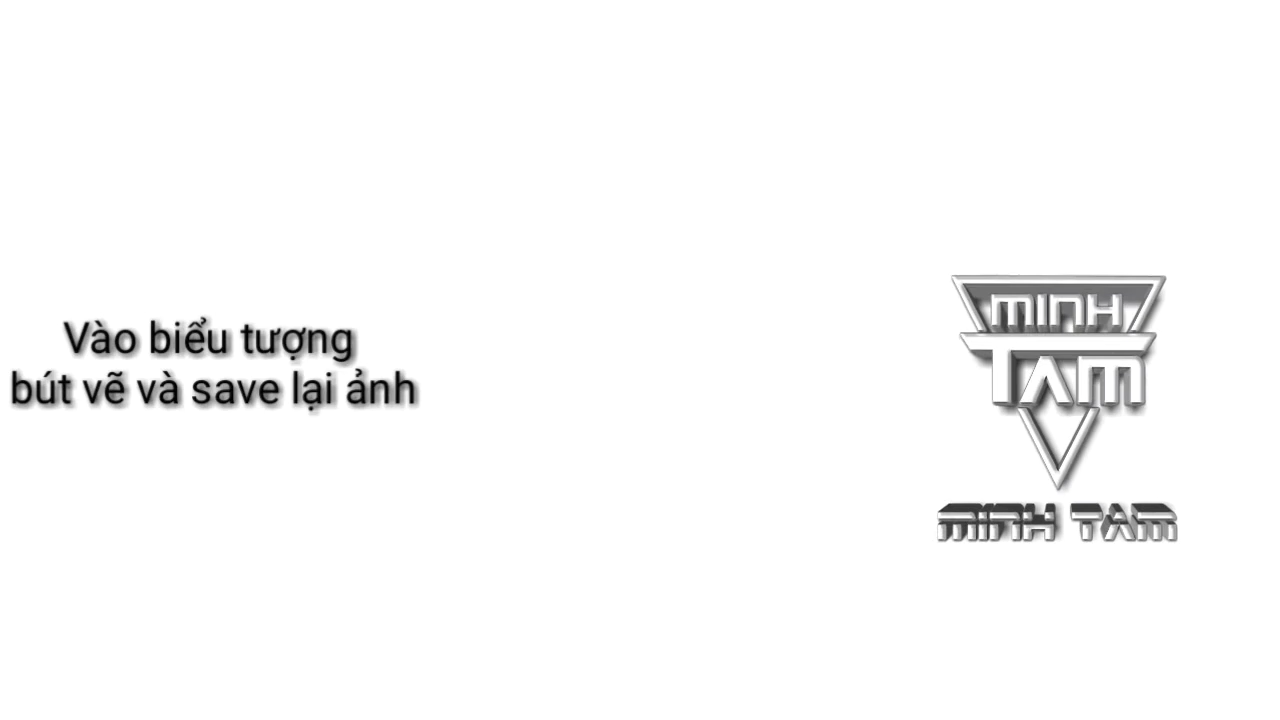 Vào biểu tượng
bút vẽ và save lại ảnh
MINH
TAM
MINH TAM